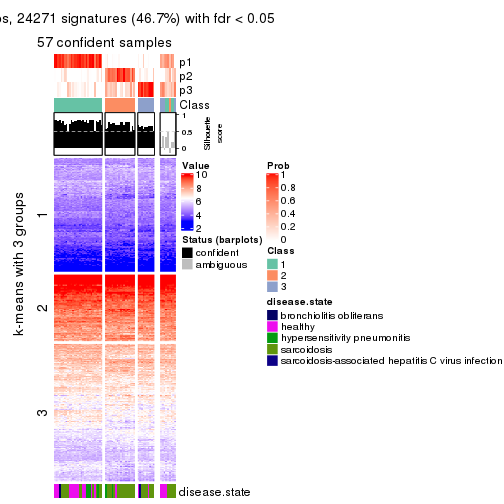 os, 24271 signatures (46.7%) with fdr < 0.05
57 confident samples
p1
p2
p3
Class
1
0.5
0
Silhouette
score
k-means with 3 groups
1
2
3
disease.state
Value
10
8
6
4
2
Status (barplots)
confident
ambiguous
Prob
1
0.8
0.6
0.4
0.2
0
Class
1
2
3
disease.state
bronchiolitis obliterans
healthy
hypersensitivity pneumonitis
sarcoidosis
sarcoidosis-associated hepatitis C virus infection